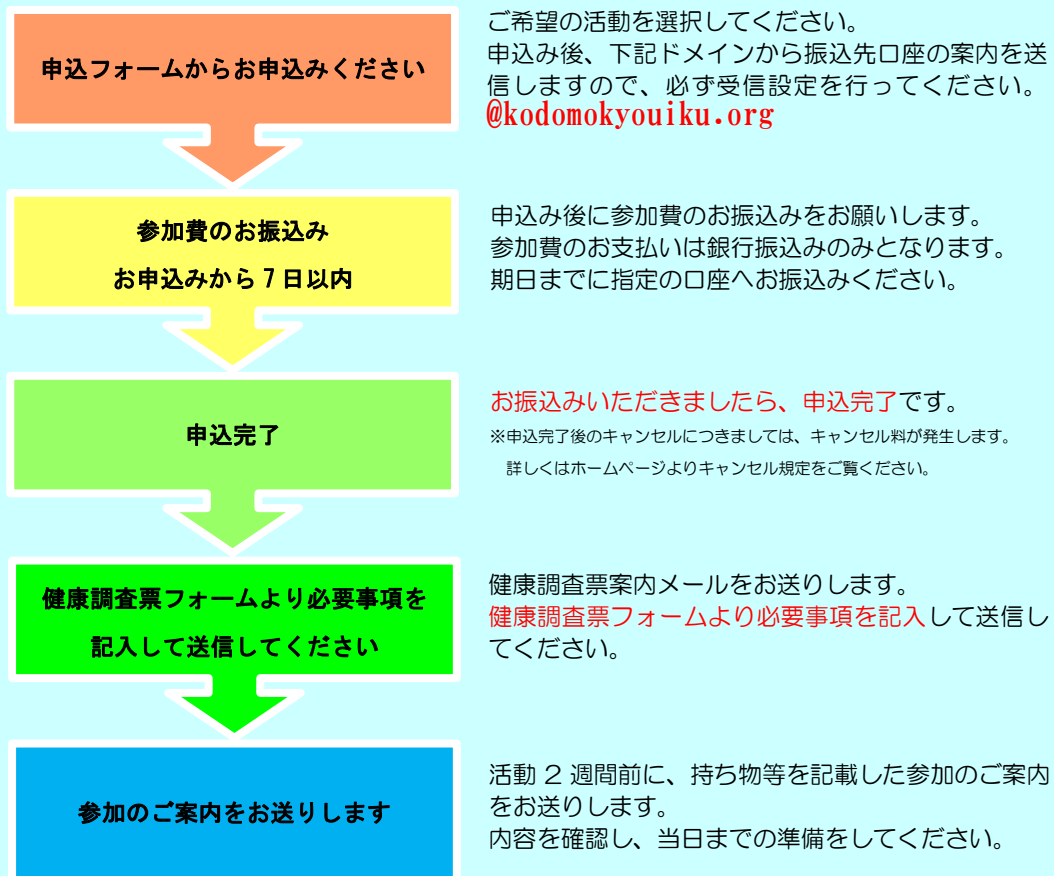 申込フォームからお申込みください
ご希望の活動を選択してください。
申込み後、下記ドメインから振込先口座の案内を送
信しますので、必ず受信設定を行ってください。
@kodomokyouiku.org
参加費のお振込み
お申込みから7日以内
申込み後に参加費のお振込みをお願いします。
参加費のお支払いは銀行振込みのみとなります。
期日までに指定の口座へお振込みください。
申込完了
お振込みいただきましたら、申込完了です。
※申込完了後のキャンセルにつきましては、キャンセル料が発生します。
詳しくはホームページよりキャンセル規定をご覧ください。
健康調査票フォームより必要事項を
記入して送信してください
健康調査票案内メールをお送りします。
健康調査票フォームより必要事項を記入して送信し
てください。
参加のご案内をお送りします
活動2週間前に、持ち物等を記載した参加のご案内
をお送りします。
内容を確認し、当日までの準備をしてください。